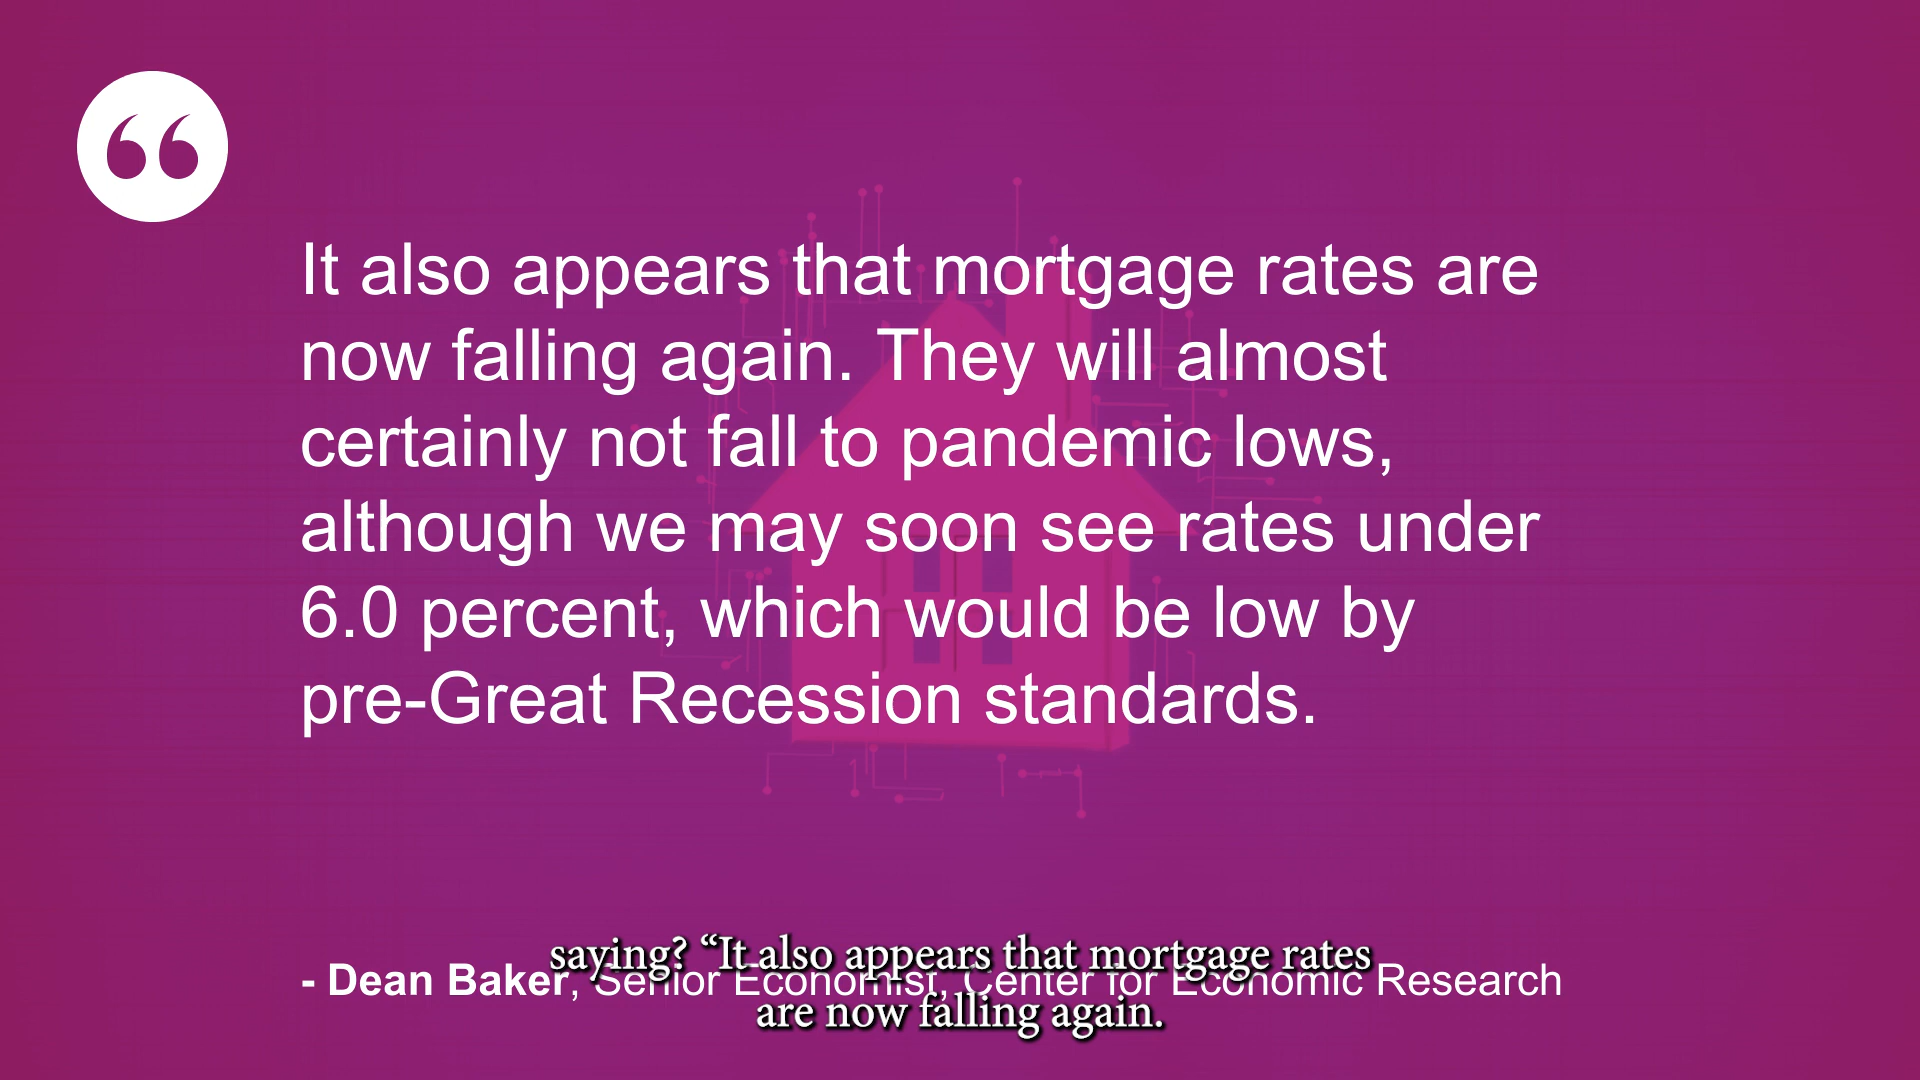 “
It also appears that mortgage rates are
now falling again. They will almost
certainly not fall to pandemic lows,
although we may soon see rates under
6.0 percent, which would be low by
pre-Great Recession standards.
- Dean Baker, Senior Economist, Center for Economic Research
saying? “It also appears that mortgage rates
are now falling again.